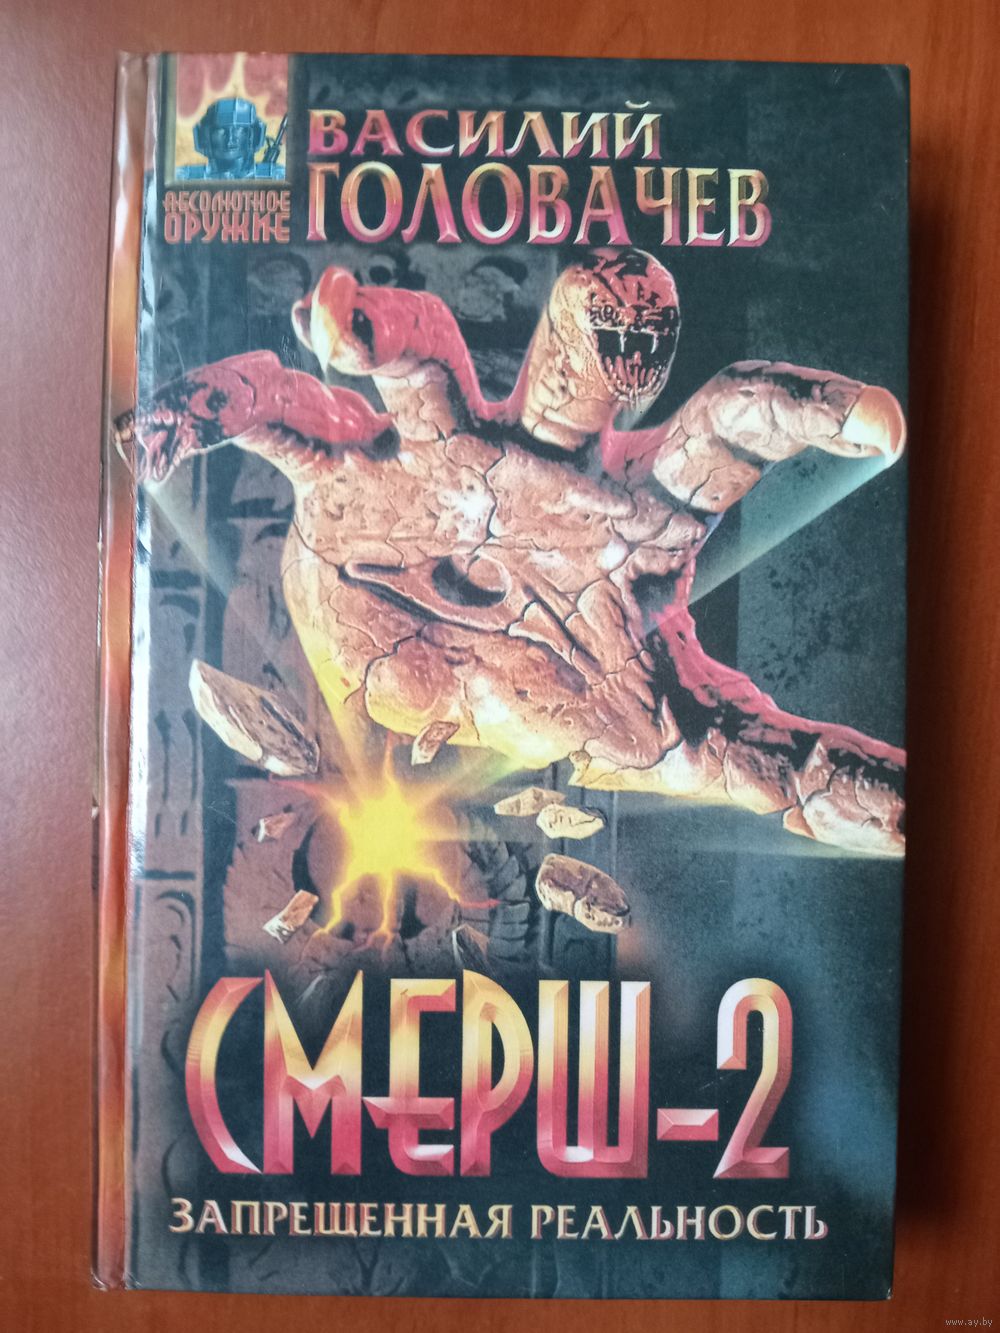 АБСОЛЮТНОЕ
ОРУЖИЕ
ВАСИЛИЙ
ГОЛОВАЧЕВ
СМЕРШ-2
ЗАПРЕЩЕННАЯ РЕАЛЬНОСТЬ
www.ay.by